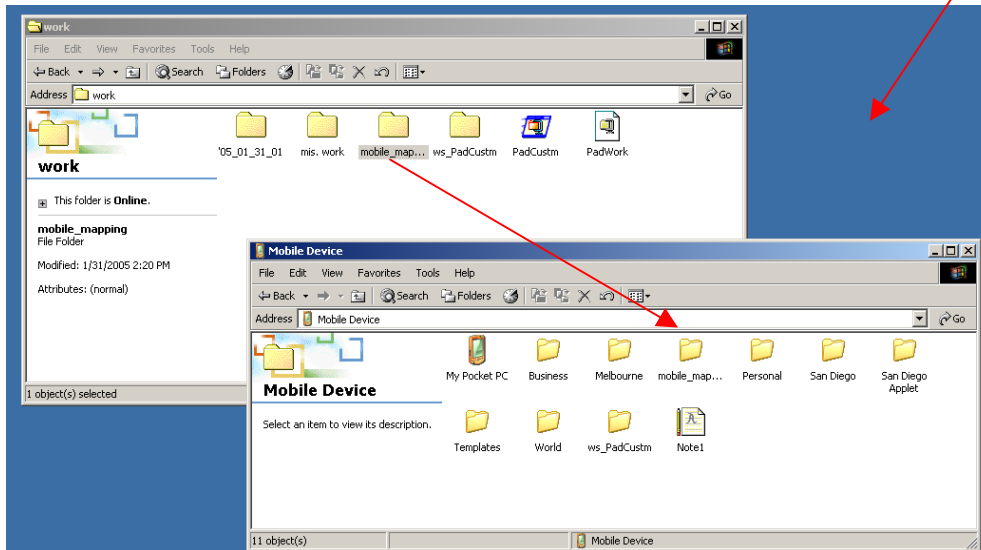 work
File Edit View Favorites Tools Help
Back Search Folders
Address work Go
'05_01_31_01 mis. work mobile_map... ws_PadCustm PadCustm PadWork
work
This folder is Online.
mobile_mapping
File Folder
Modified: 1/31/2005 2:20 PM
Attributes: (normal)
1 object(s) selected
Mobile Device
File Edit View Favorites Tools Help
Back Search Folders
Address Mobile Device Go
My Pocket PC Business Melbourne mobile_map... Personal San Diego San Diego
Applet
Mobile Device
Select an item to view its description.
Templates World ws_PadCustm Note1
11 object(s) Mobile Device